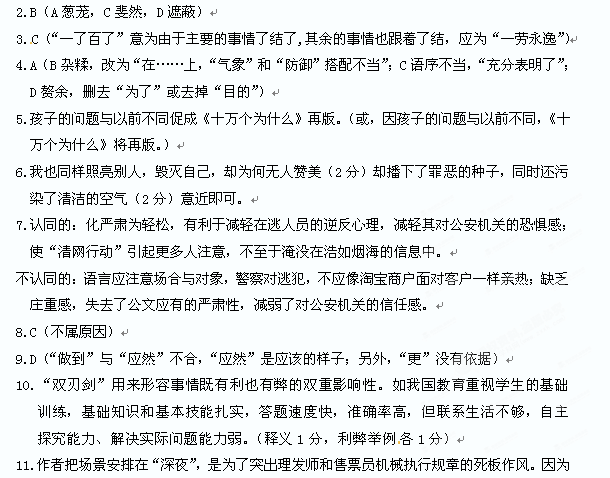 2.B（A葱茏，C斐然，D遮蔽）
3.C（“一了百了”意为由于主要的事情了结了,其余的事情也跟着了结，应为“一劳永逸”）
4.A（B杂糅，改为“在……上，“气象”和“防御”搭配不当”；C语序不当，“充分表明了”；
D赘余，删去“为了”或去掉“目的”）
5.孩子的问题与以前不同促成《十万个为什么》再版。（或，因孩子的问题与以前不同，《十
万个为什么》将再版。）
6.我也同样照亮别人，毁灭自己，却为何无人赞美（2分）却播下了罪恶的种子，同时还污
染了清洁的空气（2分）意近即可。
7.认同的：化严肃为轻松，有利于减轻在逃人员的逆反心理，减轻其对公安机关的恐惧感；
使“清网行动”引起更多人注意，不至于淹没在浩如烟海的信息中。
不认同的：语言应注意场合与对象，警察对逃犯，不应像淘宝商户面对客户一样亲热；缺乏
庄重感，失去了公文应有的严肃性，减弱了对公安机关的信任感。
8.C（不属原因）
9.D（“做到”与“应然”不合，“应然”是应该的样子；另外，“更”没有依据）
10.“双刃剑”用来形容事情既有利也有弊的双重影响性。如我国教育重视学生的基础
训练，基础知识和基本技能扎实，答题速度快，准确率高，但联系生活不够，自主
探究能力、解决实际问题能力弱。（释义1分，利弊举例各1分）
11.作者把场景安排在“深夜”，是为了突出理发师和售票员机械执行规章的死板作风。因为